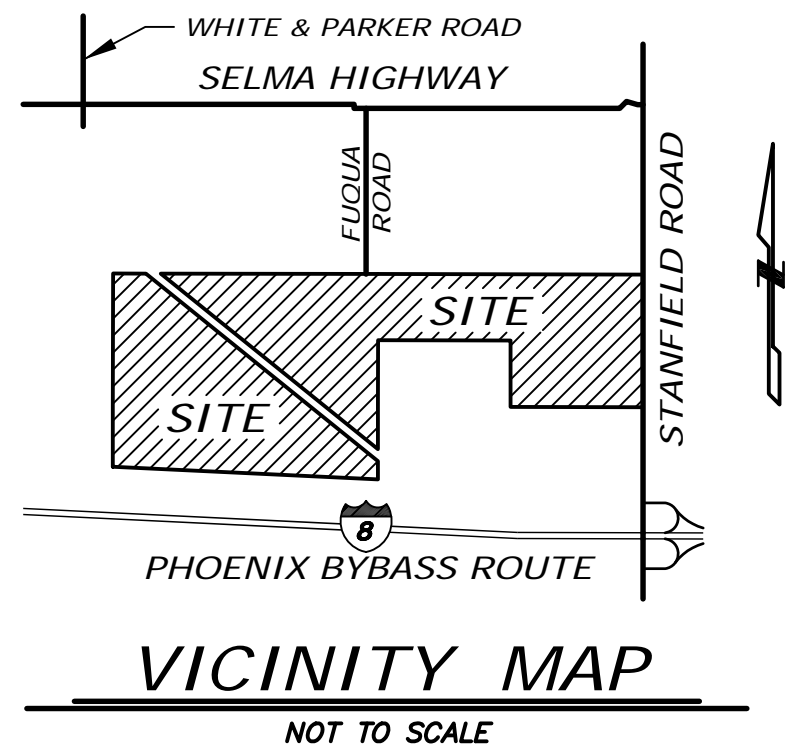 WHITE & PARKER ROAD
SELMA HIGHWAY
FUQUA
ROAD
STANFIELD ROAD
SITE
SITE
8
PHOENIX BYBASS ROUTE
VICINITY MAP
NOT TO SCALE